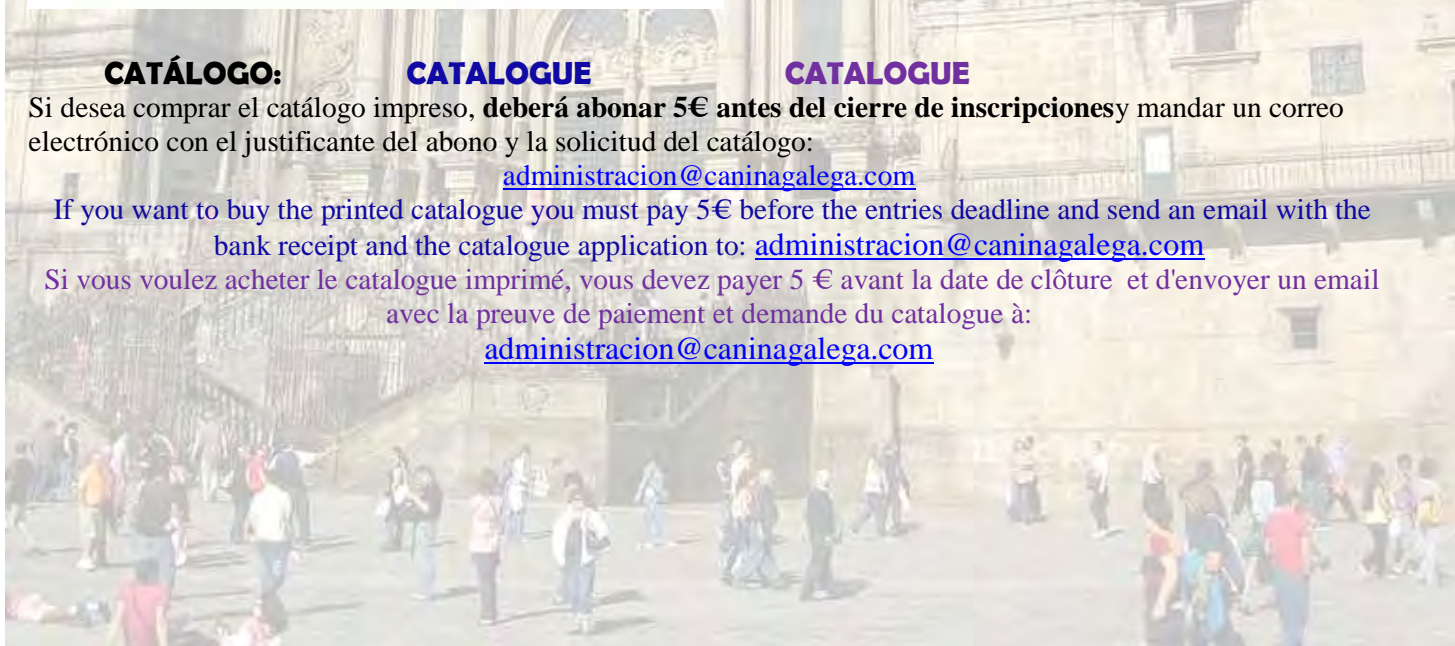 CATÁLOGO: CATALOGUE CATALOGUE
Si desea comprar el catálogo impreso, deberá abonar 5€ antes del cierre de inscripcionesy mandar un correo
electrónico con el justificante del abono y la solicitud del catálogo:
administracion@caninagalega.com
If you want to buy the printed catalogue you must pay 5€ before the entries deadline and send an email with the
bank receipt and the catalogue application to: administracion@caninagalega.com
Si vous voulez acheter le catalogue imprimé, vous devez payer 5 € avant la date de clôture et d'envoyer un email
avec la preuve de paiement et demande du catalogue à:
administracion@caninagalega.com